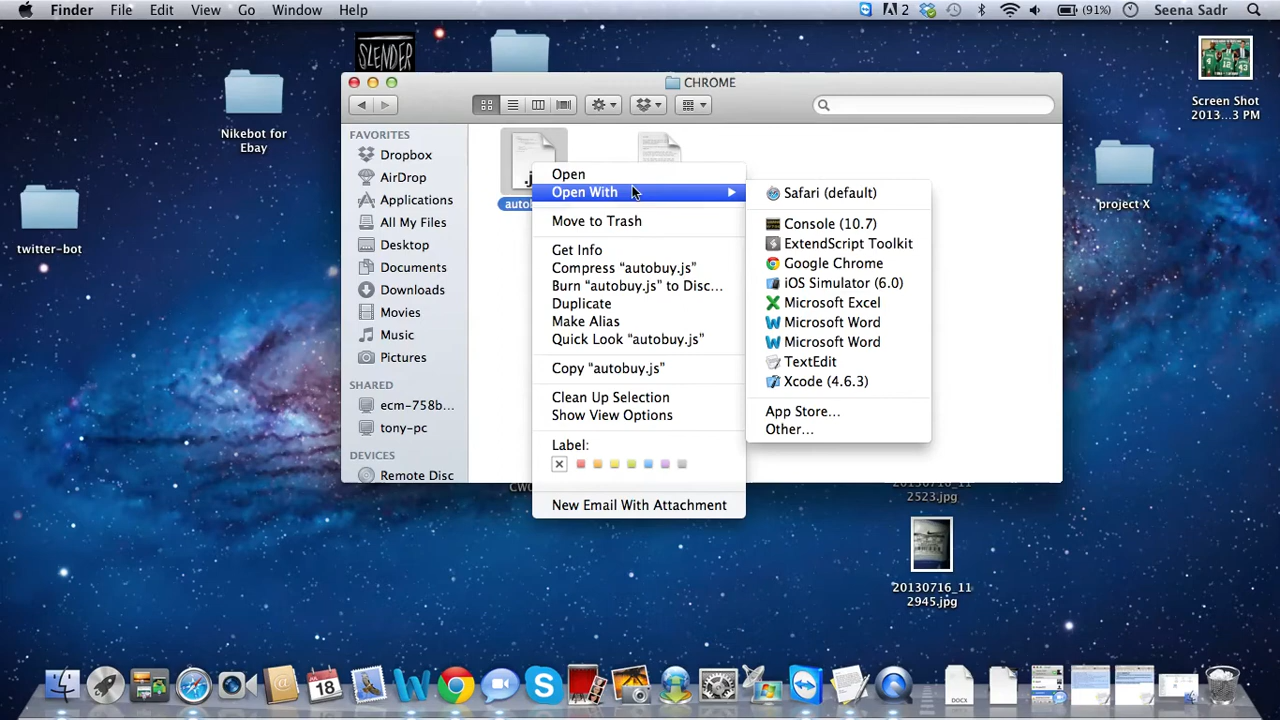 Finder File Edit View Go Window Help
2 (91%) Seena Sadr
SLENDER
CHROME
Nikebot for
Ebay
twitter-bot
Screen Shot
2013...3 PM
project X
FAVORITES
Dropbox
AirDrop
Applications
All My Files
Desktop
Documents
Downloads
Movies
Music
Pictures
SHARED
ecm-758b...
tony-pc
DEVICES
Remote Disc
Open
Open With
Move to Trash
Get Info
Compress “autobuy.js”
Burn “autobuy.js” to Disc...
Duplicate
Make Alias
Quick Look “autobuy.js”
Copy “autobuy.js”
Clean Up Selection
Show View Options
Label:
New Email With Attachment
Safari (default)
Console (10.7)
ExtendScript Toolkit
Google Chrome
iOS Simulator (6.0)
Microsoft Excel
Microsoft Word
Microsoft Word
TextEdit
Xcode (4.6.3)
App Store...
Other...
2523.jpg
20130716_11
2945.jpg
JUL
18
DOCX